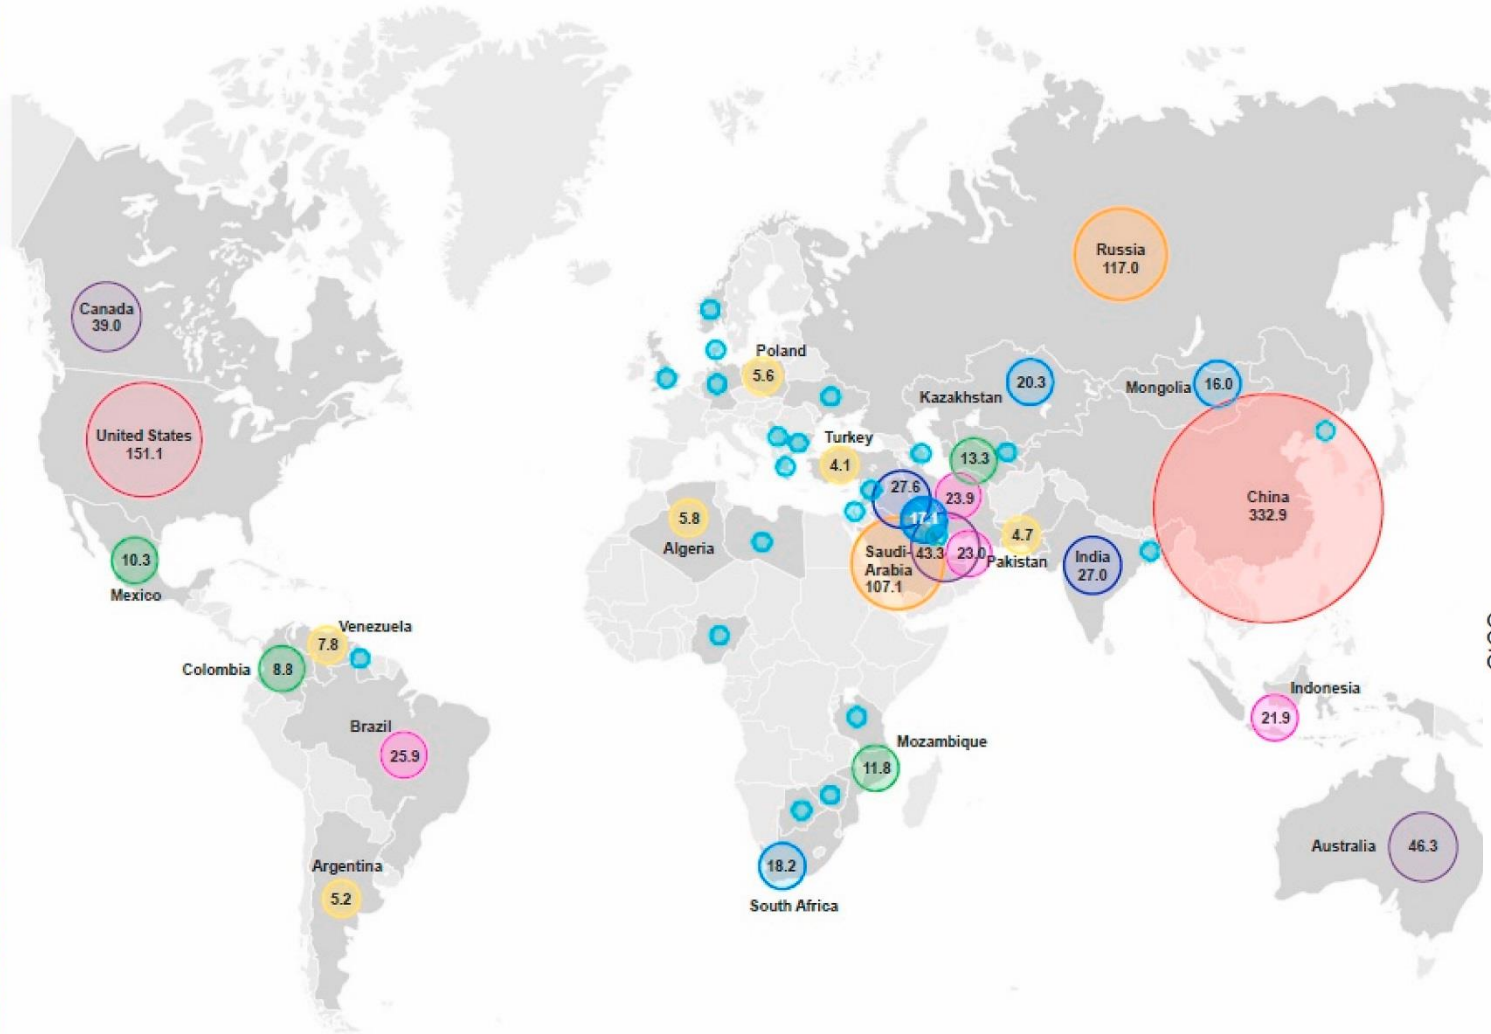 Russia
117.0
Canada
39.0
Poland
5.6
Kazakhstan
20.3
Mongolia
16.0
United States
151.1
Turkey
4.1
13.3
27.6
23.9
China
332.9
17.1
5.8
Algeria
4.7
Pakistan
Saudi-
Arabia
107.1
43.3
23.0
India
27.0
10.3
Mexico
Venezuela
7.8
Colombia
8.8
Indonesia
21.9
Brazil
25.9
Mozambique
11.8
Australia
46.3
Argentina
5.2
18.2
South Africa